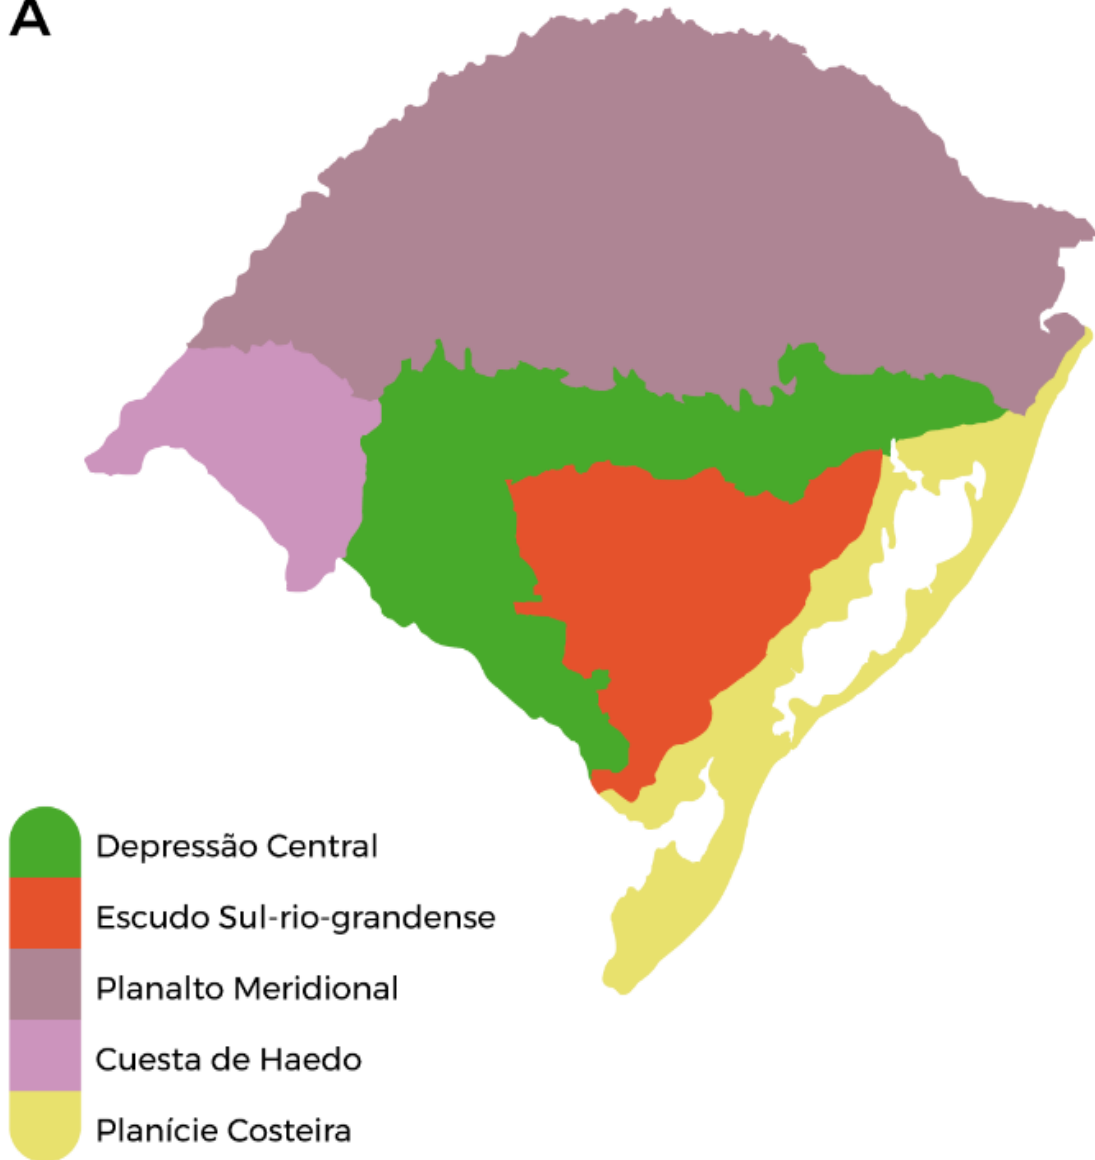 A
Depressão Central
Escudo Sul-rio-grandense
Planalto Meridional
Cuesta de Haedo
Planície Costeira